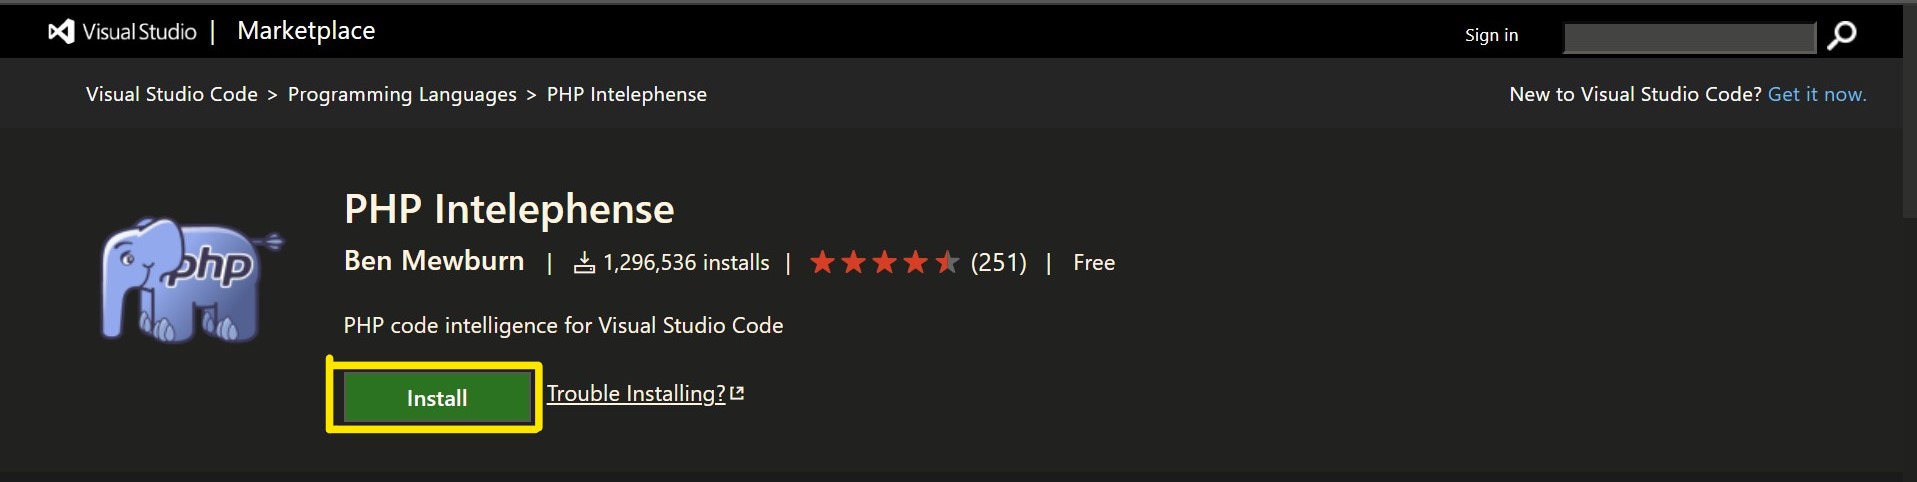 Visual Studio | Marketplace
Sign in
Visual Studio Code > Programming Languages > PHP Intelephense
New to Visual Studio Code? Get it now.
php
PHP Intelephense
Ben Mewburn | 1,296,536 installs | (251) | Free
PHP code intelligence for Visual Studio Code
Install
Trouble Installing?